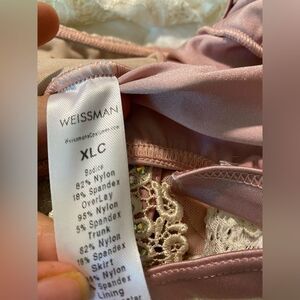 WEISSMAN
WeissmansCostumes.com
XLC
Bodice
82% Nylon
18% Spandex
OverLay
95% Nylon
5% Spandex
Trunk
82% Nylon
18% Spandex
Skirt
Nylon
Spandex
Lining